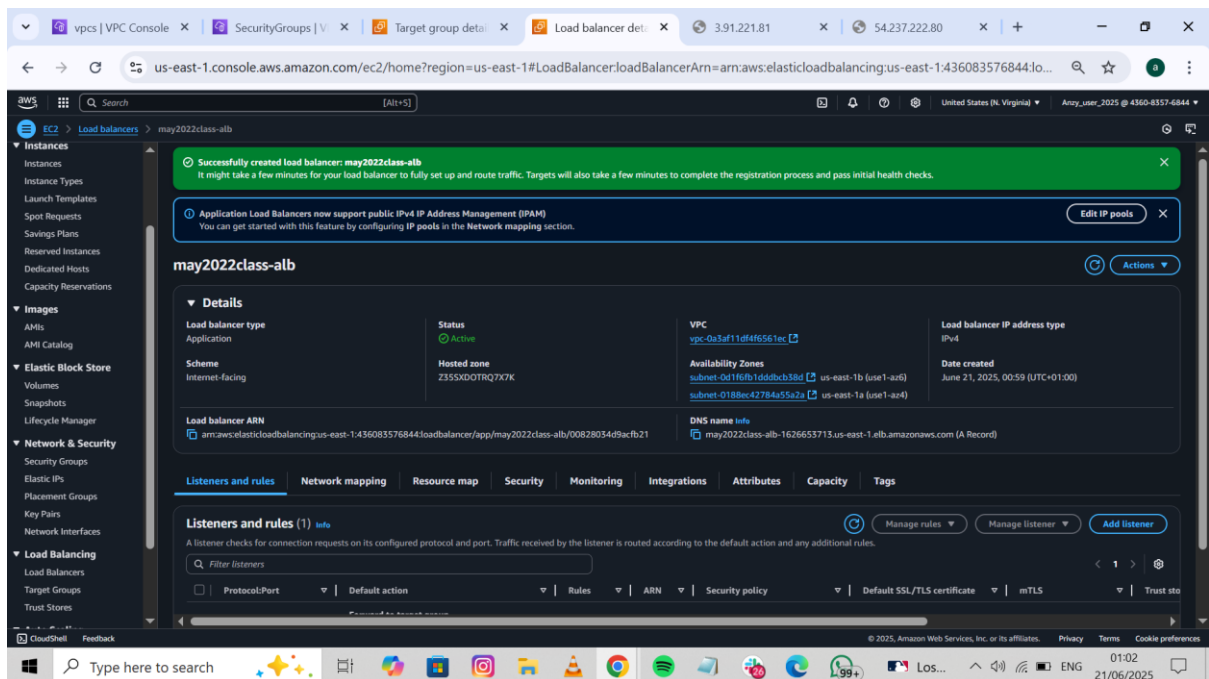 vpcs | VPC Console
SecurityGroups | V
Target group detai
Load balancer deta
3.91.221.81
54.237.222.80
us-east-1.console.aws.amazon.com/ec2/home?region=us-east-1#LoadBalancer:loadBalancerArn=arn:aws:elasticloadbalancing:us-east-1:436083576844:lo...
a
aws
Search
[Alt+S]
United States (N. Virginia)
Anzy_user_2025 @ 4360-8357-6844
EC2 > Load balancers > may2022class-alb
Instances
Instances
Instance Types
Launch Templates
Spot Requests
Savings Plans
Reserved Instances
Dedicated Hosts
Capacity Reservations
Images
AMIs
AMI Catalog
Elastic Block Store
Volumes
Snapshots
Lifecycle Manager
Network & Security
Security Groups
Elastic IPs
Placement Groups
Key Pairs
Network Interfaces
Load Balancing
Load Balancers
Target Groups
Trust Stores
Successfully created load balancer: may2022class-alb
It might take a few minutes for your load balancer to fully set up and route traffic. Targets will also take a few minutes to complete the registration process and pass initial health checks.
Application Load Balancers now support public IPv4 IP Address Management (IPAM)
You can get started with this feature by configuring IP pools in the Network mapping section.
Edit IP pools
may2022class-alb
Actions
Details
Load balancer type
Application
Status
Active
VPC
vpc-0a3af11df4f6561ec
Load balancer IP address type
IPv4
Scheme
Internet-facing
Hosted zone
Z35SXDOTRQ7X7K
Availability Zones
subnet-0d1f6fb1dddbcb38d us-east-1b (use1-az6)
subnet-0188ec42784a55a2a us-east-1a (use1-az4)
Date created
June 21, 2025, 00:59 (UTC+01:00)
Load balancer ARN
arn:aws:elasticloadbalancing:us-east-1:436083576844:loadbalancer/app/may2022class-alb/00828034d9acfb21
DNS name Info
may2022class-alb-1626653713.us-east-1.elb.amazonaws.com (A Record)
Listeners and rules
Network mapping
Resource map
Security
Monitoring
Integrations
Attributes
Capacity
Tags
Listeners and rules (1) Info
Manage rules
Manage listener
Add listener
A listener checks for connection requests on its configured protocol and port. Traffic received by the listener is routed according to the default action and any additional rules.
Filter listeners
1
Protocol:Port
Default action
Rules
ARN
Security policy
Default SSL/TLS certificate
mTLS
Trust sto
CloudShell
Feedback
© 2025, Amazon Web Services, Inc. or its affiliates.
Privacy
Terms
Cookie preferences
Type here to search
26
99+
Los...
ENG
01:02
21/06/2025